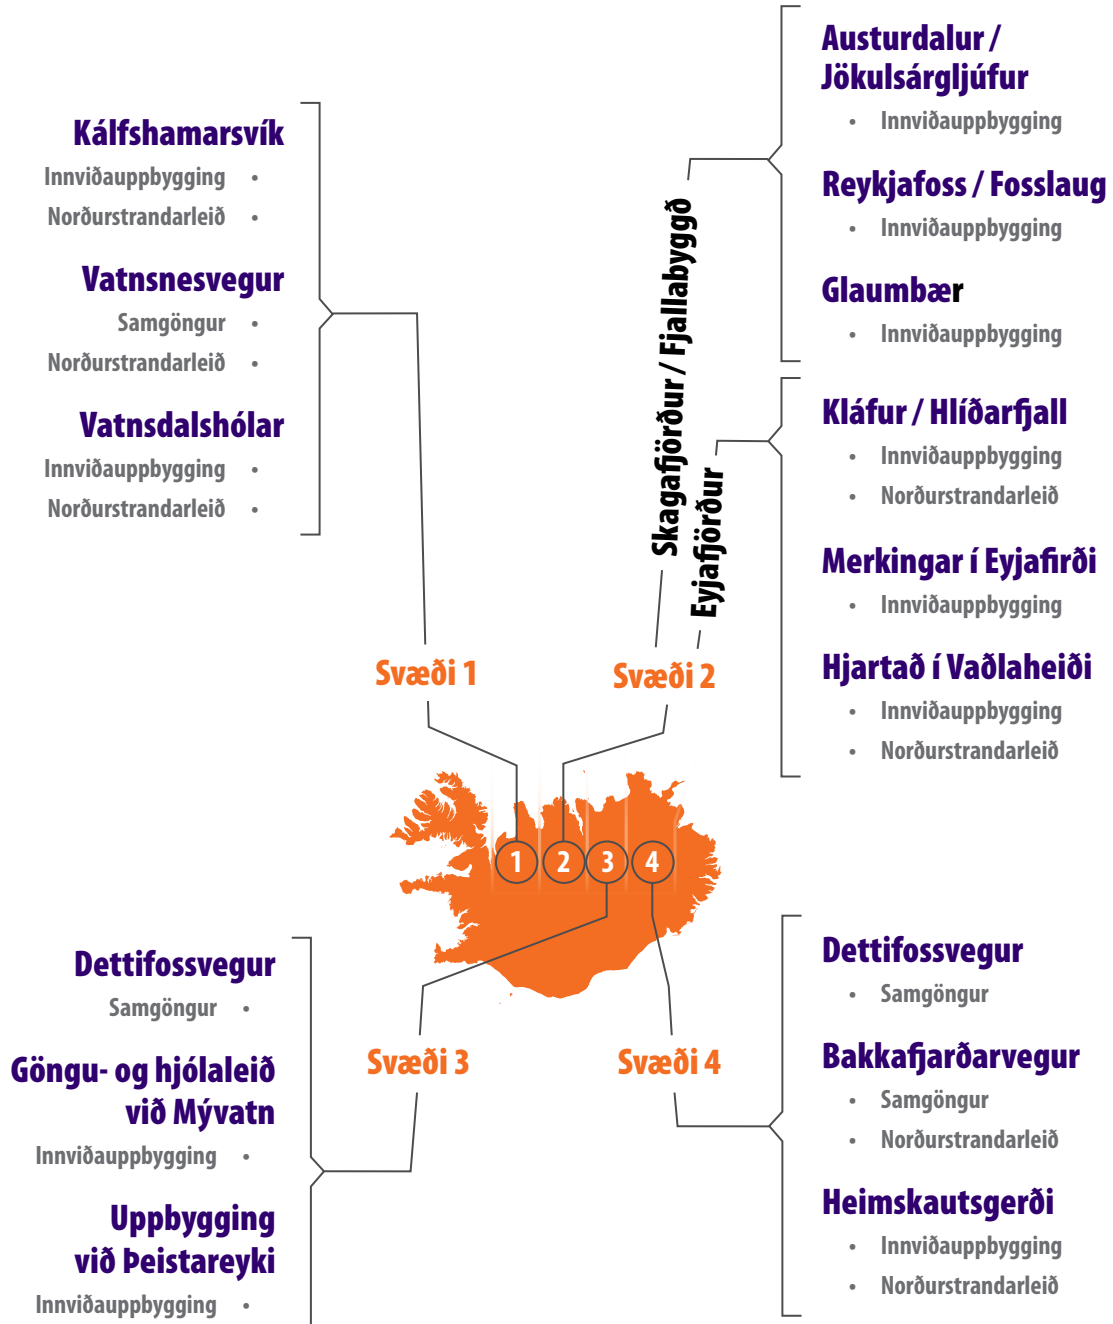 Kálfshamarsvík
Innviðauppbygging •
Norðurstrandarleið •
Vatnsnesvegur
Samgöngur •
Norðurstrandarleið •
Vatnsdalshólar
Innviðauppbygging •
Norðurstrandarleið •
Svæði 1
Skagafjörður / Fjallabyggð
Eyjafjörður
Svæði 2
Austurdalur /
Jökulsárgljúfur
• Innviðauppbygging
Reykjafoss / Fosslaug
• Innviðauppbygging
Glaumbær
• Innviðauppbygging
Kláfur / Hlíðarfjall
• Innviðauppbygging
• Norðurstrandarleið
Merkingar í Eyjafirði
• Innviðauppbygging
Hjartað í Vaðlaheiði
• Innviðauppbygging
• Norðurstrandarleið
1 2 3 4
Dettifossvegur
Samgöngur •
Göngu- og hjólaleið
við Mývatn
Innviðauppbygging •
Uppbygging
við Þeistareyki
Innviðauppbygging •
Svæði 3
Svæði 4
Dettifossvegur
• Samgöngur
Bakkafjarðarvegur
• Samgöngur
• Norðurstrandarleið
Heimskautsgerði
• Innviðauppbygging
• Norðurstrandarleið